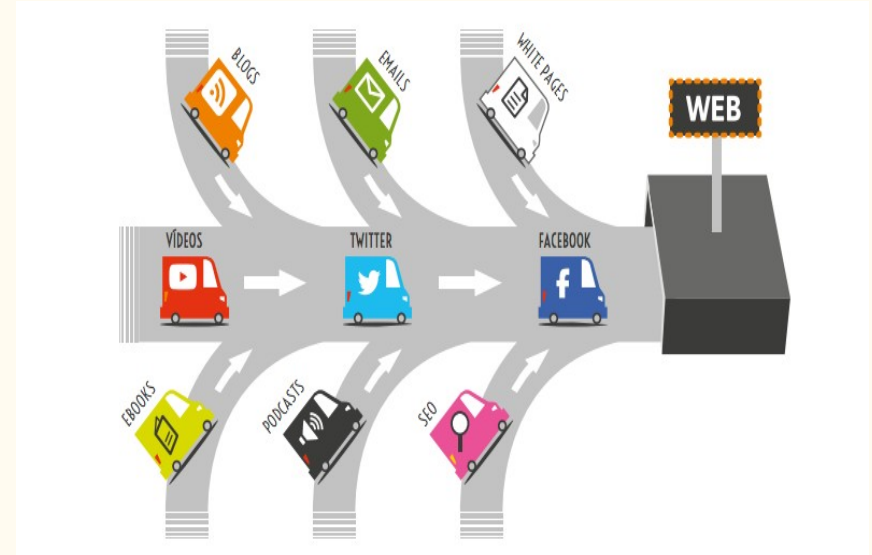 BLOGS
EMAILS
WHITE PAGES
WEB
VÍDEOS
TWITTER
FACEBOOK
EBOOKS
PODCASTS
SEO